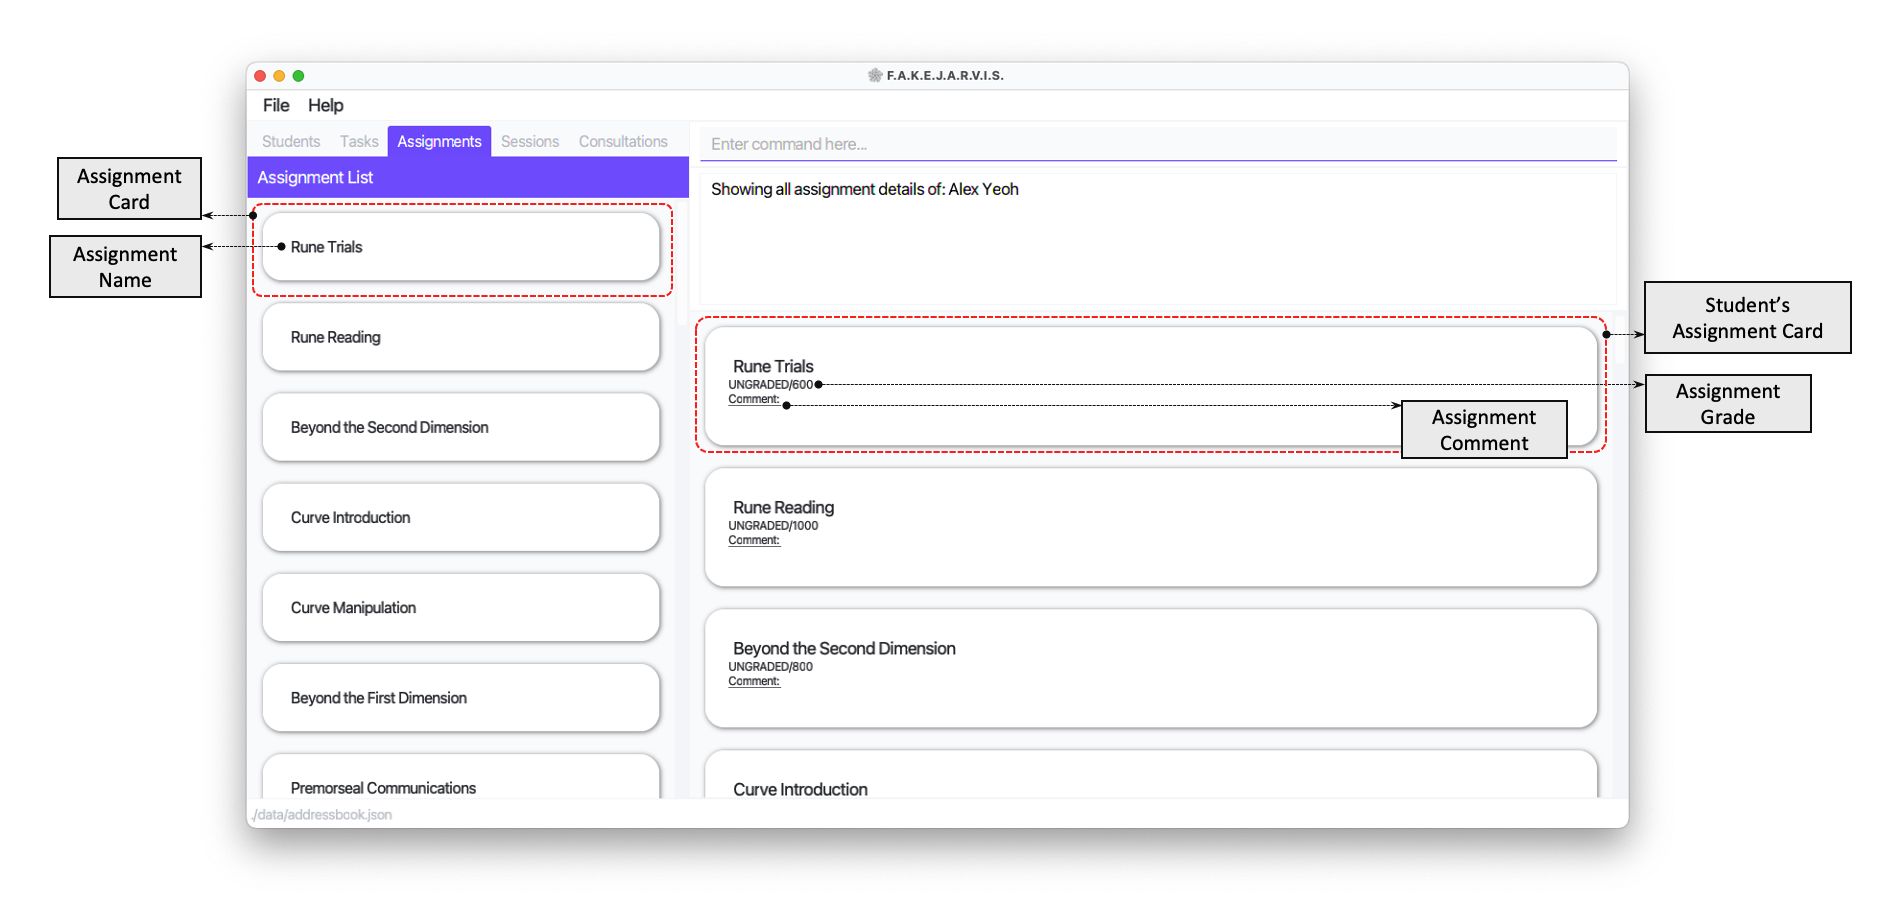 F.A.K.E.J.A.R.V.I.S.
File Help
Students Tasks Assignments Sessions Consultations
Enter command here...
Assignment List
Showing all assignment details of: Alex Yeoh
Assignment
Card
Assignment
Name
Rune Trials
Rune Reading
Beyond the Second Dimension
Curve Introduction
Curve Manipulation
Beyond the First Dimension
Premorseal Communications
Rune Trials
UNGRADED/600
Comment:
Student’s
Assignment Card
Assignment
Grade
Assignment
Comment
Rune Reading
UNGRADED/1000
Comment:
Beyond the Second Dimension
UNGRADED/800
Comment:
Curve Introduction
./data/addressbook.json